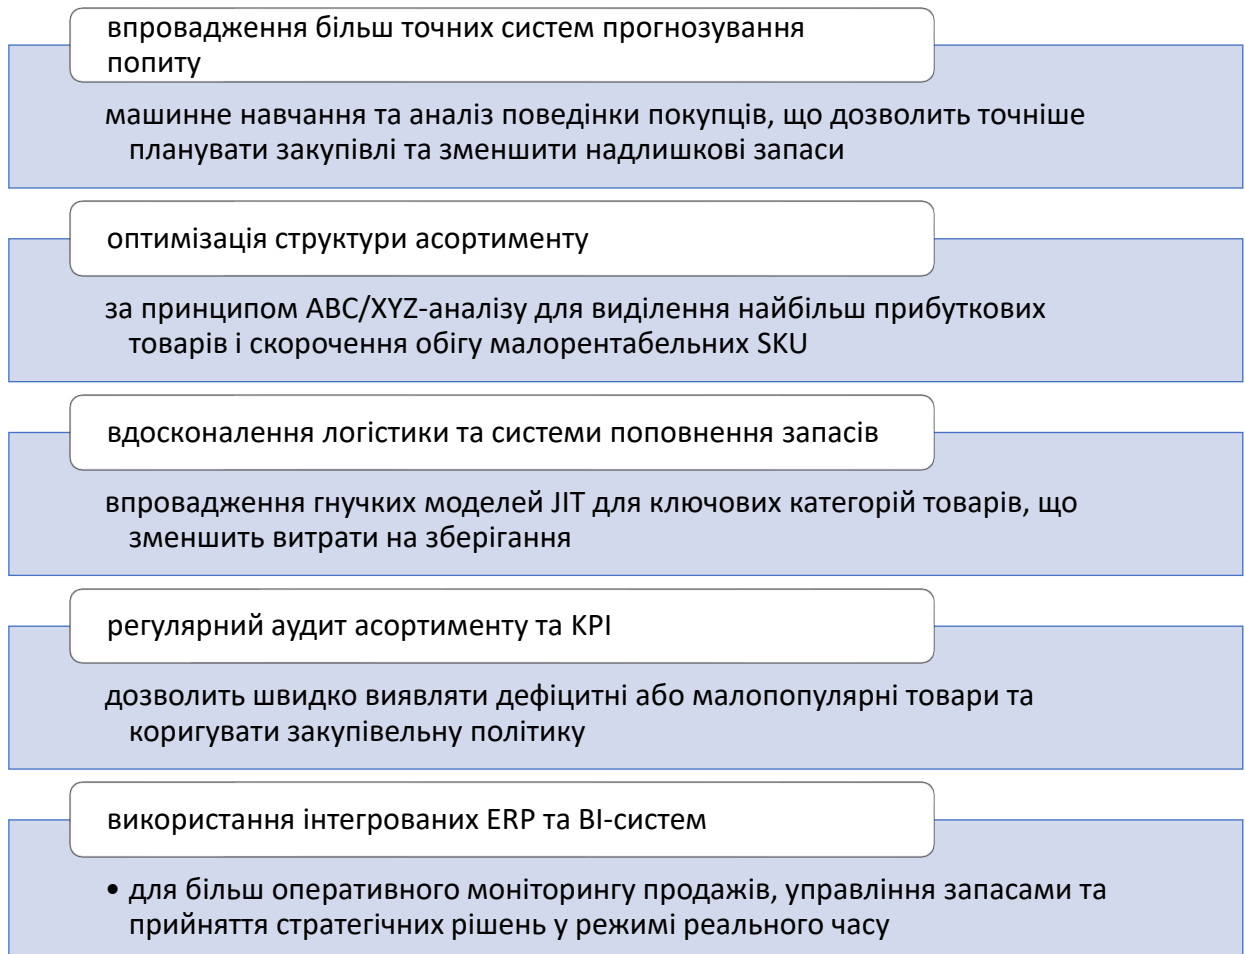 впровадження більш точних систем прогнозування
попиту
машинне навчання та аналіз поведінки покупців, що дозволить точніше
планувати закупівлі та зменшити надлишкові запаси
оптимізація структури асортименту
за принципом ABC/XYZ-аналізу для виділення найбільш прибуткових
товарів і скорочення обігу малорентабельних SKU
вдосконалення логістики та системи поповнення запасів
впровадження гнучких моделей JIT для ключових категорій товарів, що
зменшить витрати на зберігання
регулярний аудит асортименту та KPI
дозволить швидко виявляти дефіцитні або малопопулярні товари та
коригувати закупівельну політику
використання інтегрованих ERP та BI-систем
• для більш оперативного моніторингу продажів, управління запасами та
прийняття стратегічних рішень у режимі реального часу